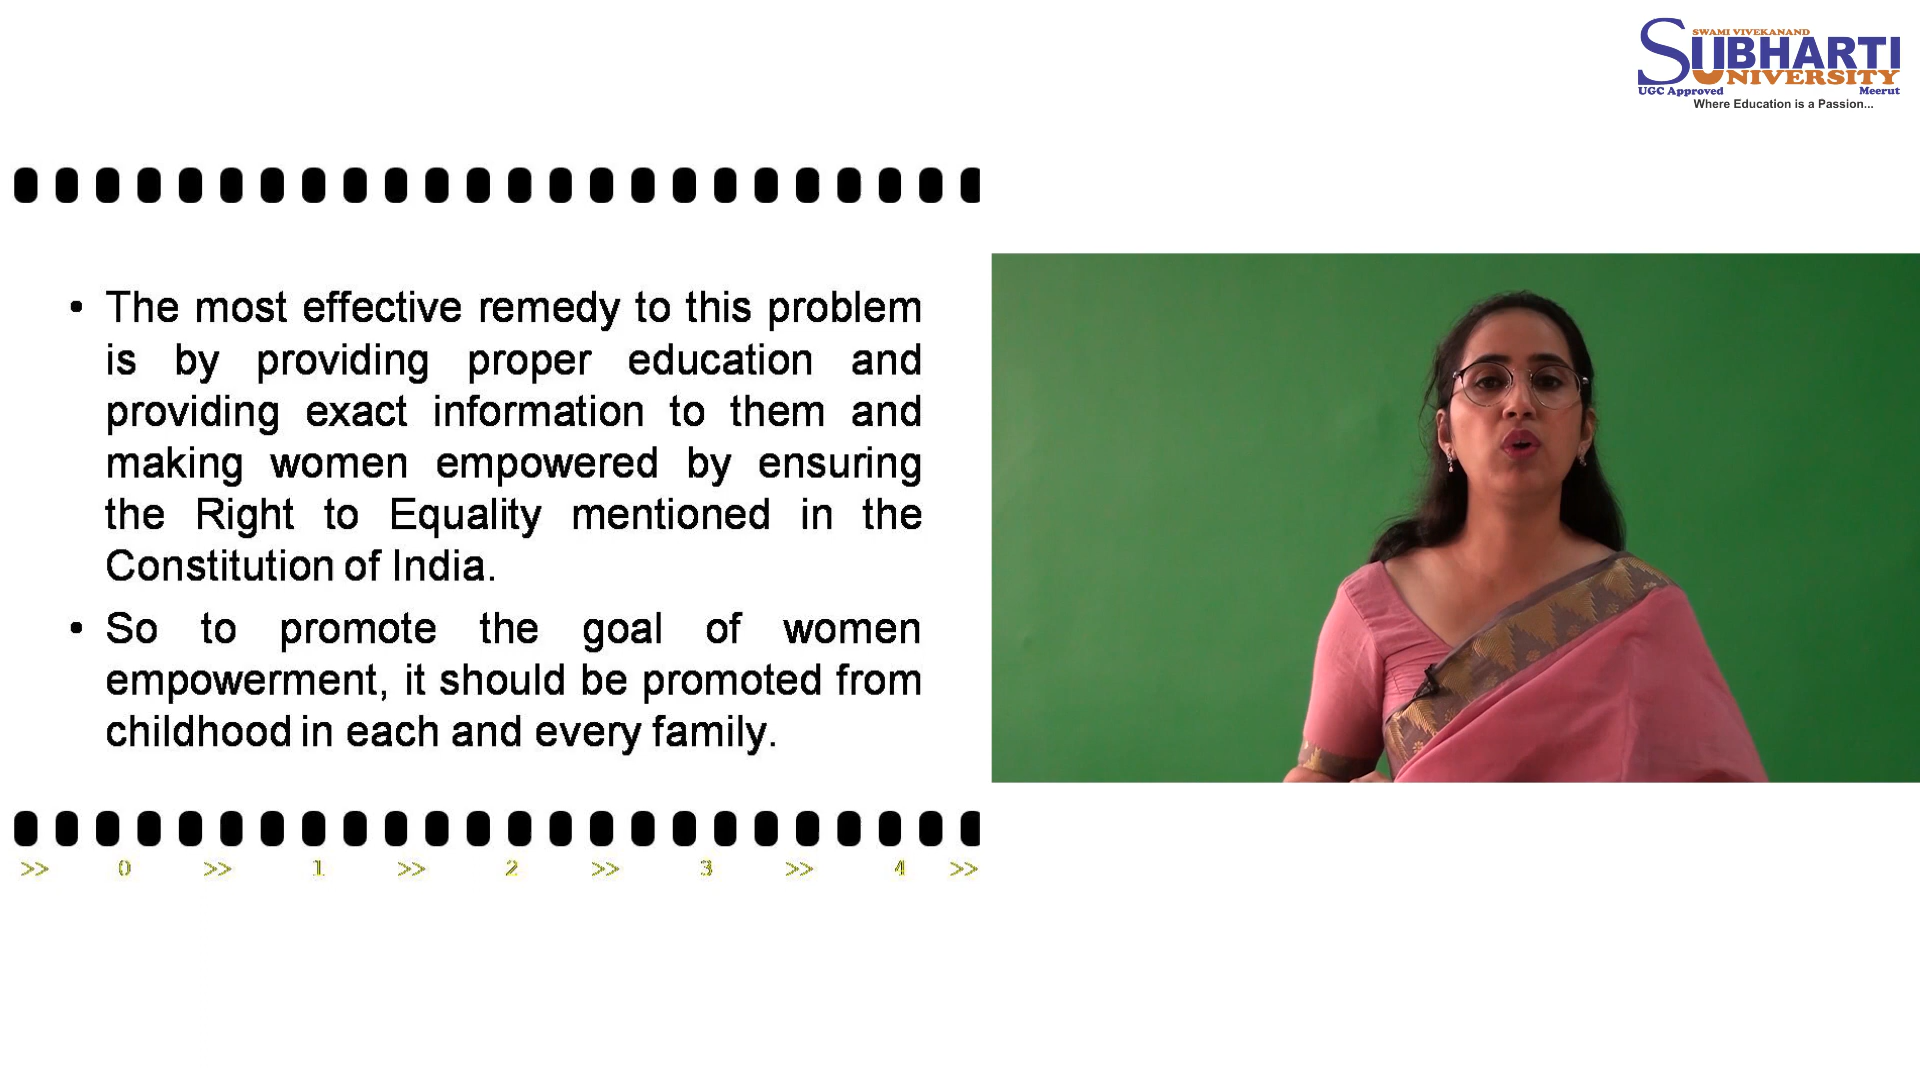 SWAMI VIVEKANAND
SUBHARTI
UNIVERSITY
UGC Approved Meerut
Where Education is a Passion...
• The most effective remedy to this problem
is by providing proper education and
providing exact information to them and
making women empowered by ensuring
the Right to Equality mentioned in the
Constitution of India.
• So to promote the goal of women
empowerment, it should be promoted from
childhood in each and every family.
>> 0 >> 1 >> 2 >> 3 >> 4 >>